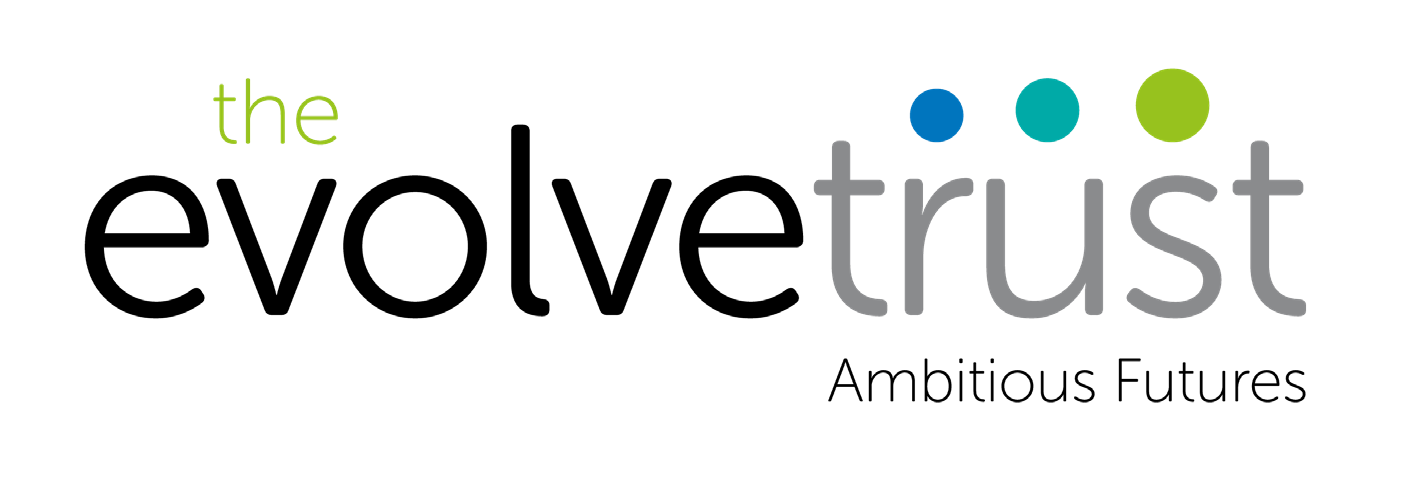 the
evolvetrust
Ambitious Futures